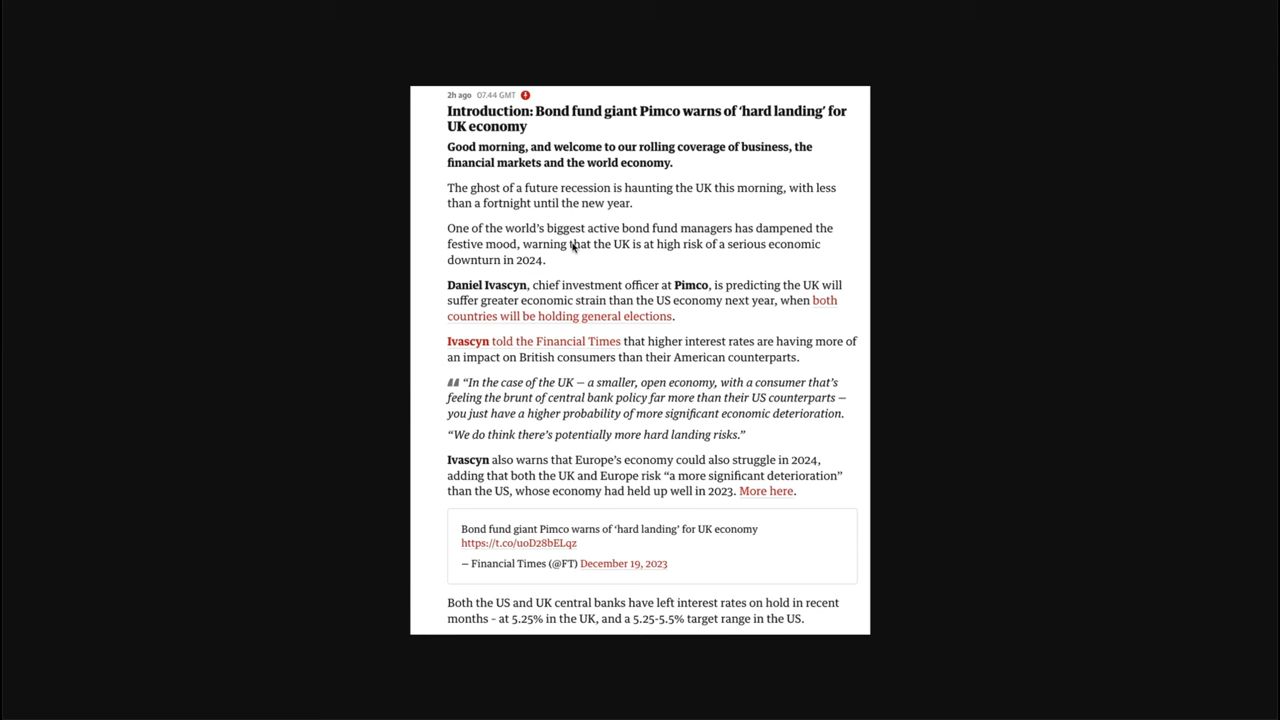 2h ago 07.44 GMT
Introduction: Bond fund giant Pimco warns of ‘hard landing’ for
UK economy
Good morning, and welcome to our rolling coverage of business, the
financial markets and the world economy.
The ghost of a future recession is haunting the UK this morning, with less
than a fortnight until the new year.
One of the world’s biggest active bond fund managers has dampened the
festive mood, warning that the UK is at high risk of a serious economic
downturn in 2024.
Daniel Ivascyn, chief investment officer at Pimco, is predicting the UK will
suffer greater economic strain than the US economy next year, when both
countries will be holding general elections.
Ivascyn told the Financial Times that higher interest rates are having more of
an impact on British consumers than their American counterparts.
“In the case of the UK – a smaller, open economy, with a consumer that’s
feeling the brunt of central bank policy far more than their US counterparts –
you just have a higher probability of more significant economic deterioration.
“We do think there’s potentially more hard landing risks.”
Ivascyn also warns that Europe’s economy could also struggle in 2024,
adding that both the UK and Europe risk “a more significant deterioration”
than the US, whose economy had held up well in 2023. More here.
Bond fund giant Pimco warns of ‘hard landing’ for UK economy
https://t.co/uoD28bELqz
– Financial Times (@FT) December 19, 2023
Both the US and UK central banks have left interest rates on hold in recent
months - at 5.25% in the UK, and a 5.25-5.5% target range in the US.